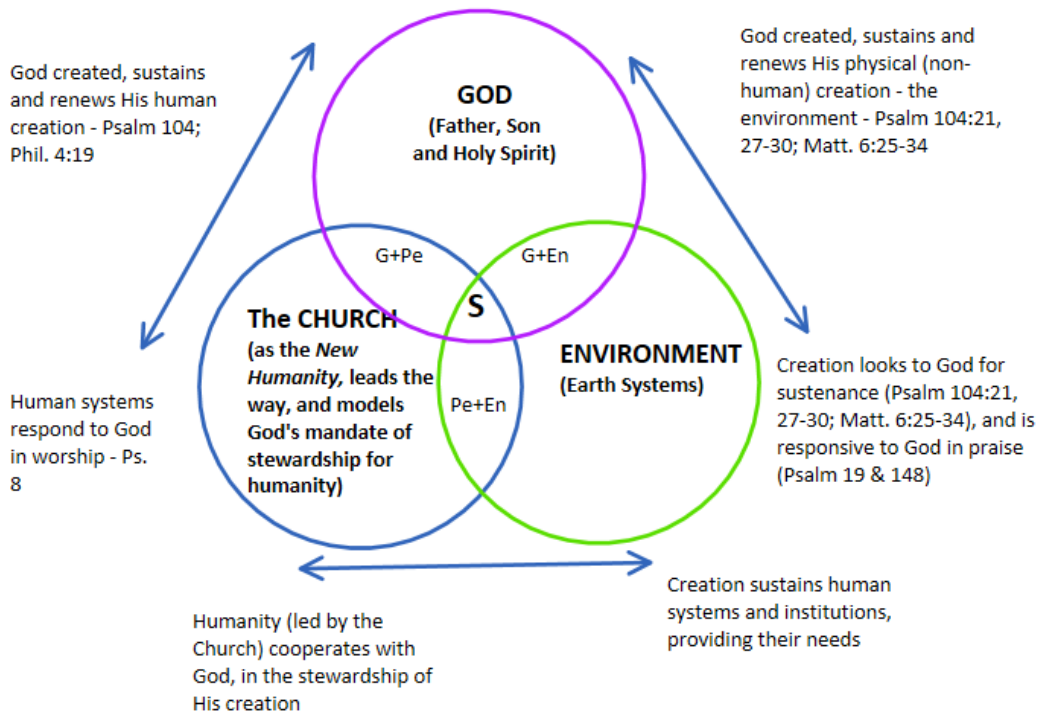 God created, sustains
and renews His human
creation - Psalm 104;
Phil. 4:19
GOD
(Father, Son
and Holy Spirit)
God created, sustains and
renews His physical (non-
human) creation - the
environment - Psalm 104:21,
27-30; Matt. 6:25-34
G+Pe
G+En
S
The CHURCH
(as the New
Humanity, leads the
way, and models
God's mandate of
stewardship for
humanity)
Pe+En
ENVIRONMENT
(Earth Systems)
Human systems
respond to God
in worship - Ps.
8
Creation looks to God for
sustenance (Psalm 104:21,
27-30; Matt. 6:25-34), and is
responsive to God in praise
(Psalm 19 & 148)
Humanity (led by the
Church) cooperates with
God, in the stewardship of
His creation
Creation sustains human
systems and institutions,
providing their needs